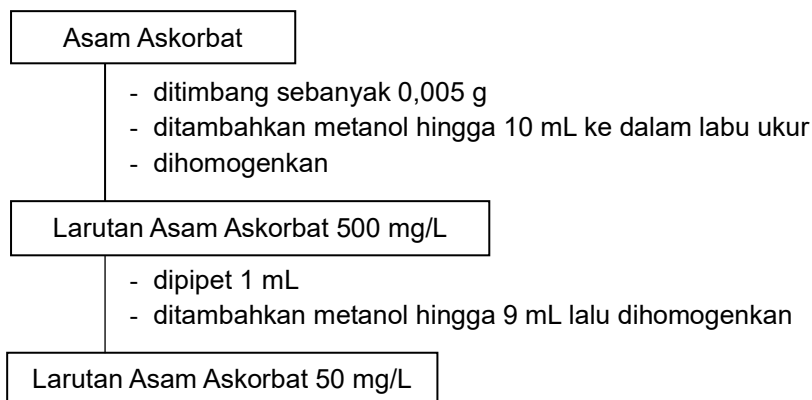 Asam Askorbat
- ditimbang sebanyak 0,005 g
- ditambahkan metanol hingga 10 mL ke dalam labu ukur
- dihomogenkan
Larutan Asam Askorbat 500 mg/L
- dipipet 1 mL
- ditambahkan metanol hingga 9 mL lalu dihomogenkan
Larutan Asam Askorbat 50 mg/L